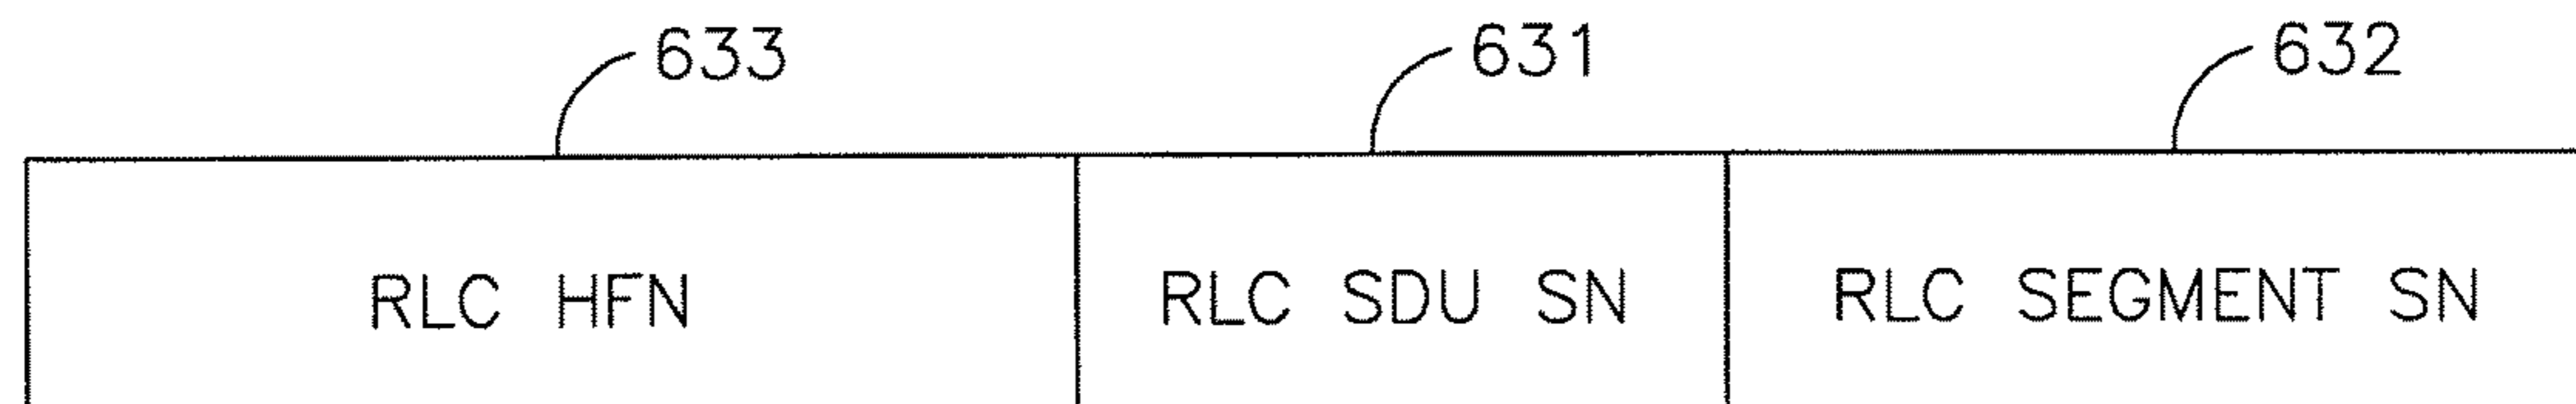 633 631 632
RLC HFN RLC SDU SN RLC SEGMENT SN